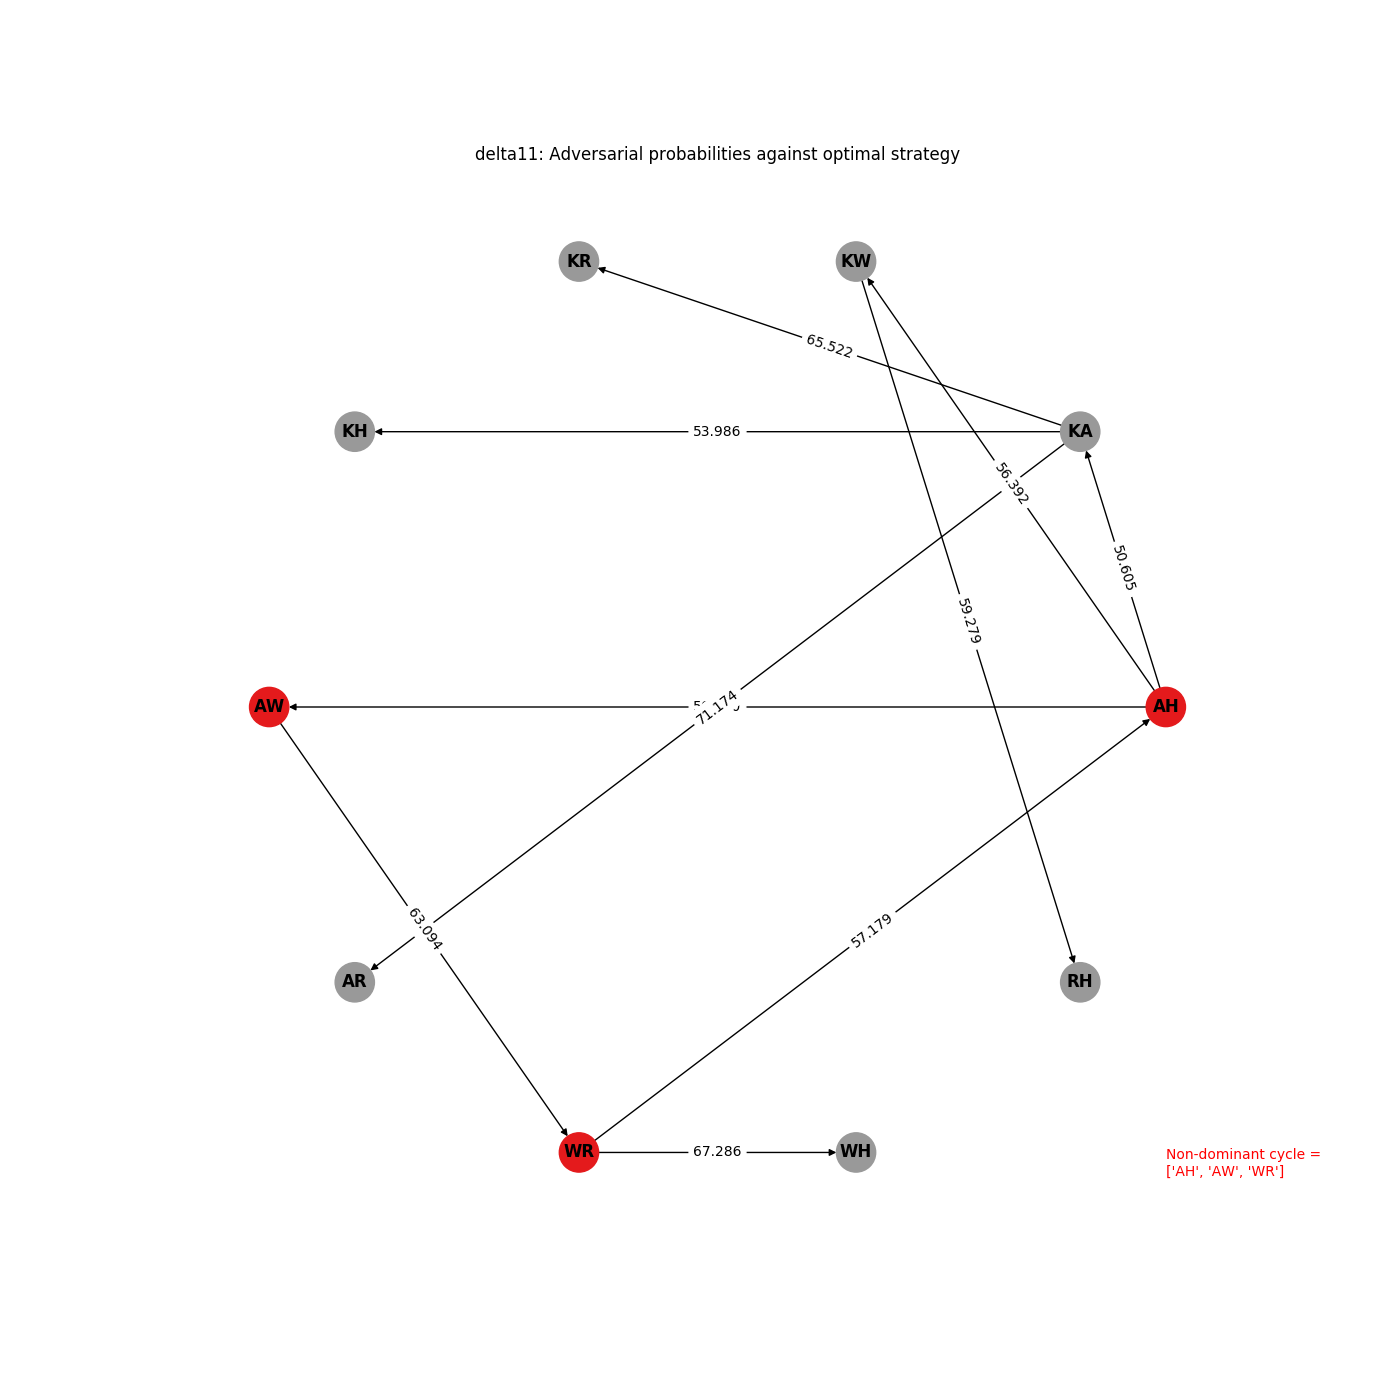 delta11: Adversarial probabilities against optimal strategy
KR
KW
65.522
KH
53.986
KA
56.392
50.605
59.279
AW
71.174
AH
63.094
57.179
AR
RH
WR
67.286
WH
Non-dominant cycle =
['AH', 'AW', 'WR']